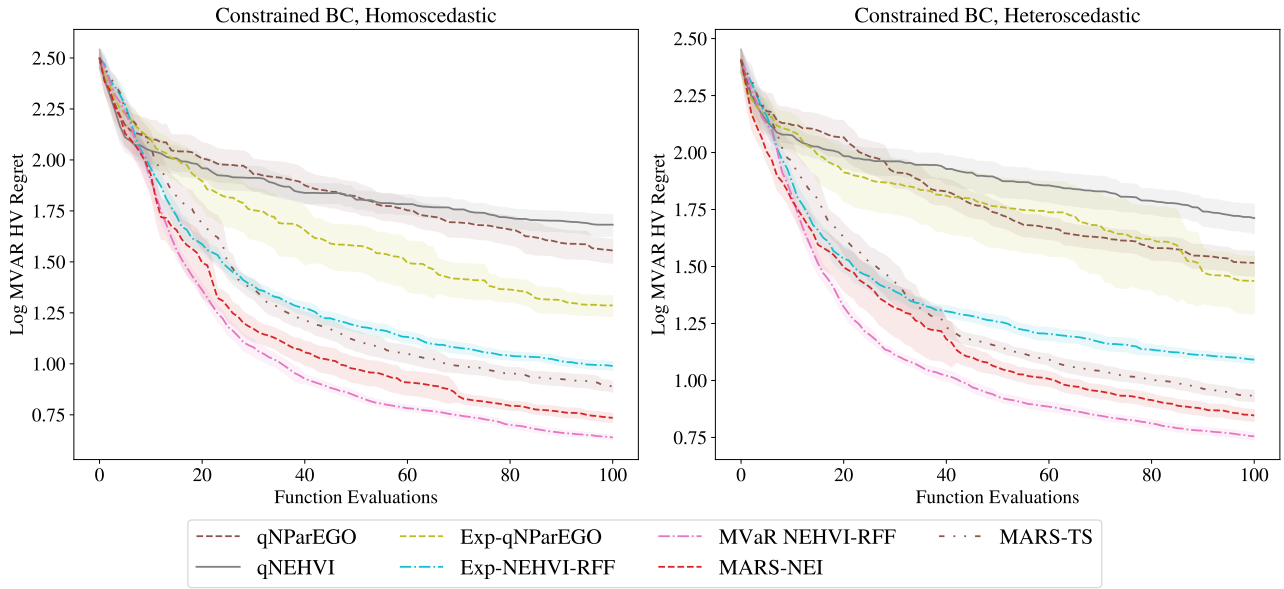 Constrained BC, Homoscedastic
Log MVAR HV Regret
2.50
2.25
2.00
1.75
1.50
1.25
1.00
0.75
0 20 40 60 80 100
Function Evaluations
Constrained BC, Heteroscedastic
Log MVAR HV Regret
2.50
2.25
2.00
1.75
1.50
1.25
1.00
0.75
0 20 40 60 80 100
Function Evaluations
qNParEGO Exp-qNParEGO MVaR NEHVI-RFF MARS-TS
qNEHVI Exp-NEHVI-RFF MARS-NEI